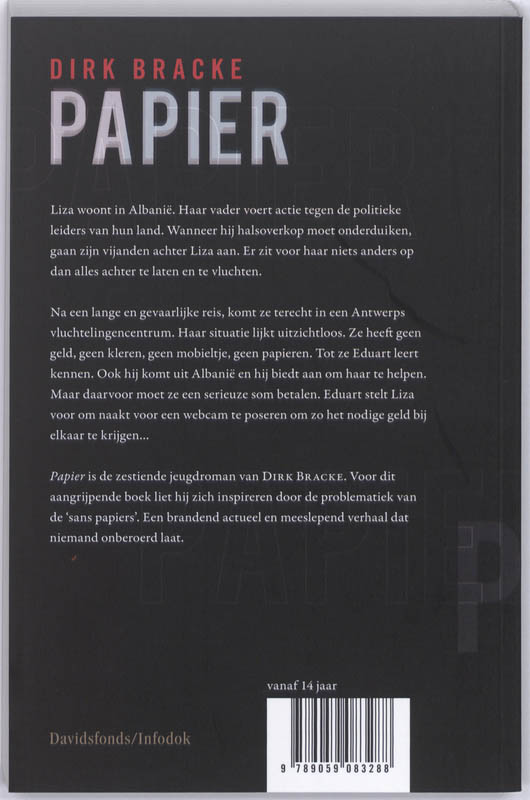 DIRK BRACKE
PAPIER
Liza woont in Albanië. Haar vader voert actie tegen de politieke
leiders van hun land. Wanneer hij halsoverkop moet onderduiken,
gaan zijn vijanden achter Liza aan. Er zit voor haar niets anders op
dan alles achter te laten en te vluchten.
Na een lange en gevaarlijke reis, komt ze terecht in een Antwerps
vluchtelingencentrum. Haar situatie lijkt uitzichtloos. Ze heeft geen
geld, geen kleren, geen mobieltje, geen papieren. Tot ze Eduart leert
kennen. Ook hij komt uit Albanië en hij biedt aan om haar te helpen.
Maar daarvoor moet ze een serieuze som betalen. Eduart stelt Liza
voor om naakt voor een webcam te poseren om zo het nodige geld bij
elkaar te krijgen...
Papier is de zestiende jeugdroman van DIRK BRACKE. Voor dit
aangrijpende boek liet hij zich inspireren door de problematiek van
de ‘sans papiers’. Een brandend actueel en meeslepend verhaal dat
niemand onberoerd laat.
PAPIER
PAPIER
P
vanaf 14 jaar
Davidsfonds/Infodok
9 789059 083288